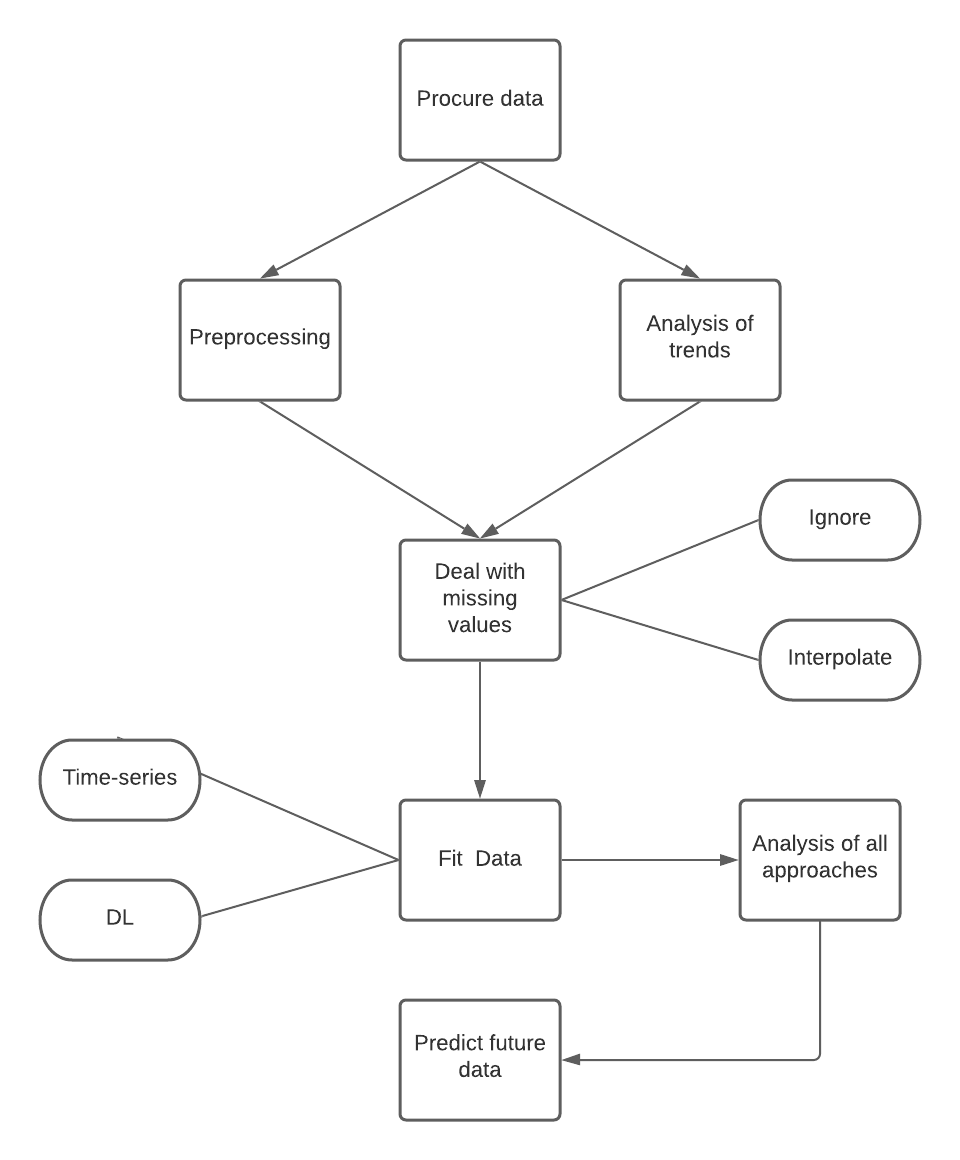 Procure data
Preprocessing
Analysis of
trends
Ignore
Deal with
missing
values
Interpolate
Time-series
Fit  Data
Analysis of all
approaches
DL
Predict future
data